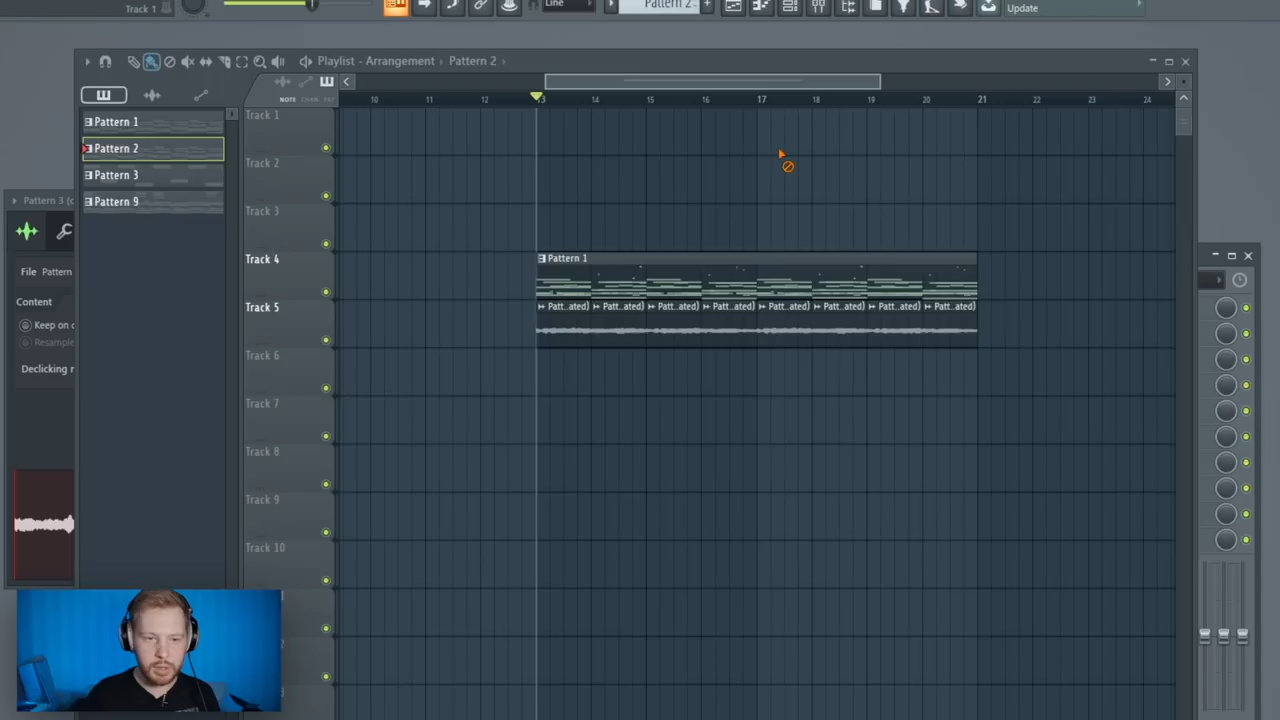 Track 1
Line
Pattern 2
Update
Playlist - Arrangement › Pattern 2 ›
NOTE CHAN PAT
10 11 12 13 14 15 16 17 18 19 20 21 22 23 24
Pattern 1
Pattern 2
Pattern 3
Pattern 9
Track 1
Track 2
Track 3
Track 4
Pattern 1
Track 5
Patt..ated) Patt..ated) Patt..ated) Patt..ated) Patt..ated) Patt..ated) Patt..ated) Patt..ated)
Track 6
Track 7
Track 8
Track 9
Track 10
Pattern 3 (c
File Pattern
Content
Keep on d
Resample
Declicking m